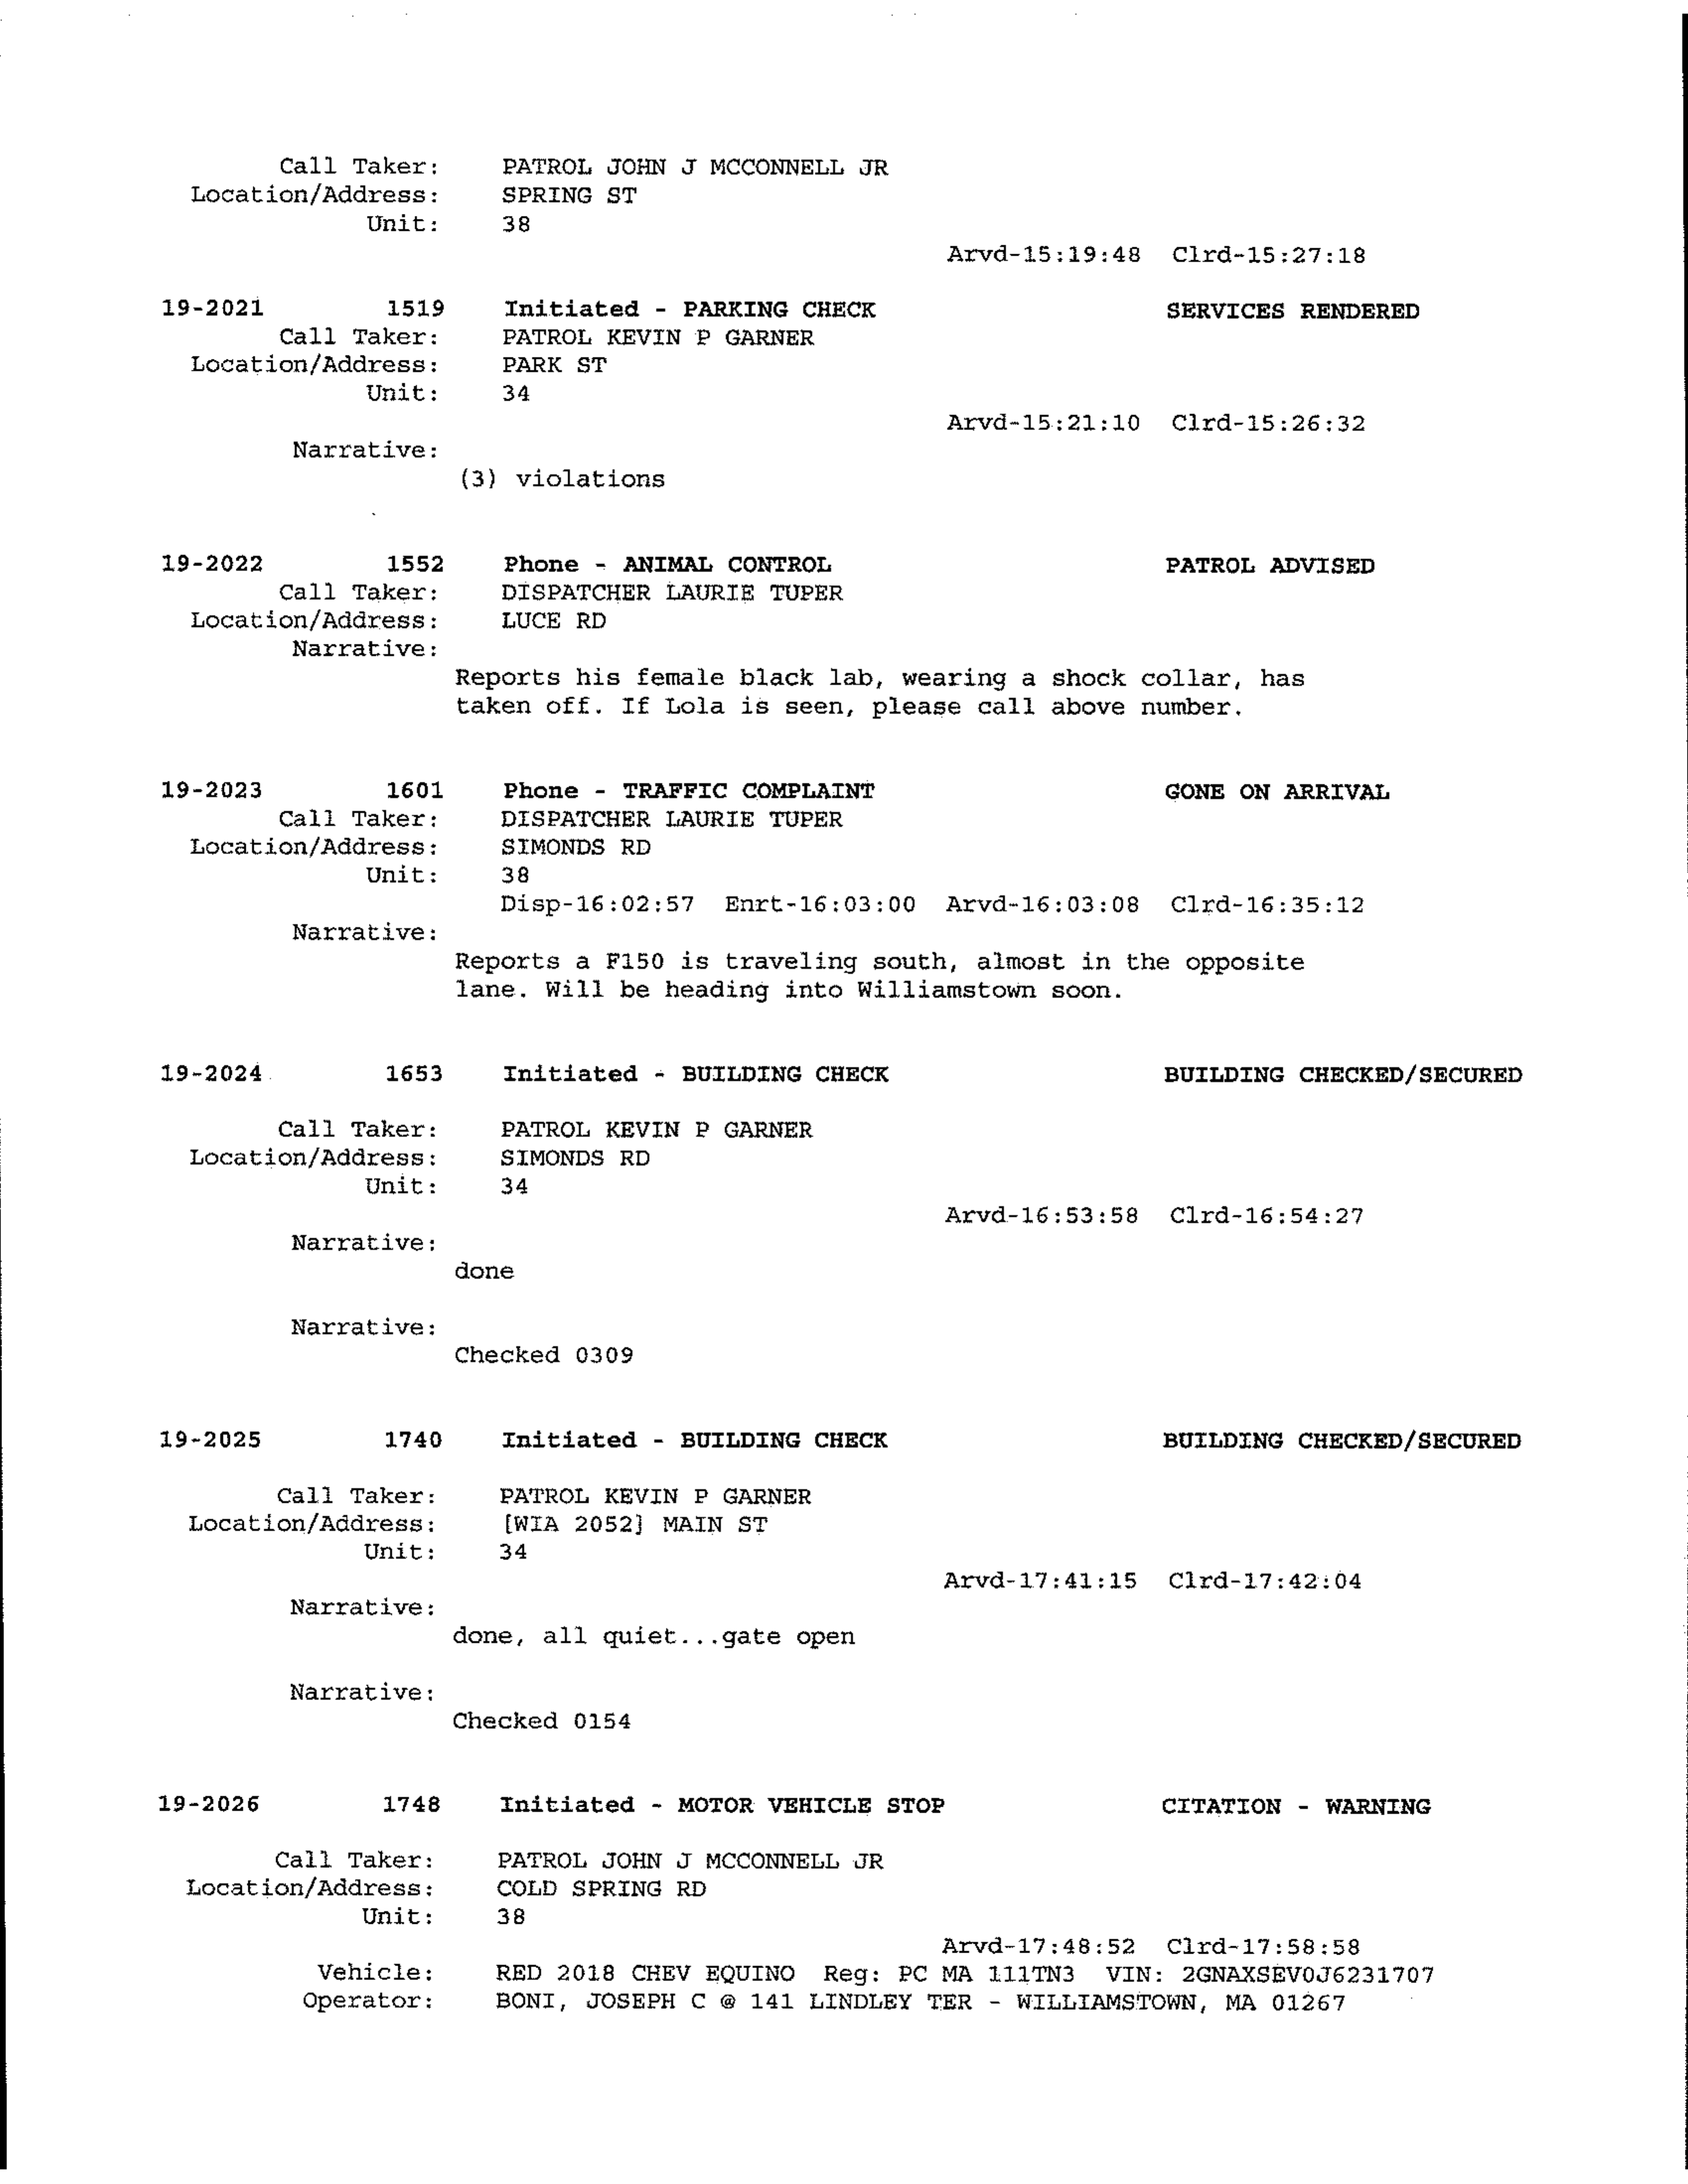 Call Taker: PATROL JOHN J MCCONNELL JR
Location/Address: SPRING ST
Unit: 38
Arvd-15:19:48 Clrd-15:27:18
19-2021 1519 Initiated - PARKING CHECK SERVICES RENDERED
Call Taker: PATROL KEVIN P GARNER
Location/Address: PARK ST
Unit: 34
Arvd-15:21:10 Clrd-15:26:32
Narrative:
(3) violations
19-2022 1552 Phone - ANIMAL CONTROL PATROL ADVISED
Call Taker: DISPATCHER LAURIE TUPER
Location/Address: LUCE RD
Narrative:
Reports his female black lab, wearing a shock collar, has
taken off. If Lola is seen, please call above number.
19-2023 1601 Phone - TRAFFIC COMPLAINT GONE ON ARRIVAL
Call Taker: DISPATCHER LAURIE TUPER
Location/Address: SIMONDS RD
Unit: 38
Disp-16:02:57 Enrt-16:03:00 Arvd-16:03:08 Clrd-16:35:12
Narrative:
Reports a F150 is traveling south, almost in the opposite
lane. Will be heading into Williamstown soon.
19-2024 1653 Initiated - BUILDING CHECK BUILDING CHECKED/SECURED
Call Taker: PATROL KEVIN P GARNER
Location/Address: SIMONDS RD
Unit: 34
Arvd-16:53:58 Clrd-16:54:27
Narrative:
done
Narrative:
Checked 0309
19-2025 1740 Initiated - BUILDING CHECK BUILDING CHECKED/SECURED
Call Taker: PATROL KEVIN P GARNER
Location/Address: [WIA 2052] MAIN ST
Unit: 34
Arvd-17:41:15 Clrd-17:42:04
Narrative:
done, all quiet...gate open
Narrative:
Checked 0154
19-2026 1748 Initiated - MOTOR VEHICLE STOP CITATION - WARNING
Call Taker: PATROL JOHN J MCCONNELL JR
Location/Address: COLD SPRING RD
Unit: 38
Arvd-17:48:52 Clrd-17:58:58
Vehicle: RED 2018 CHEV EQUINO Reg: PC MA 111TN3 VIN: 2GNAXSEV0J6231707
Operator: BONI, JOSEPH C @ 141 LINDLEY TER - WILLIAMSTOWN, MA 01267